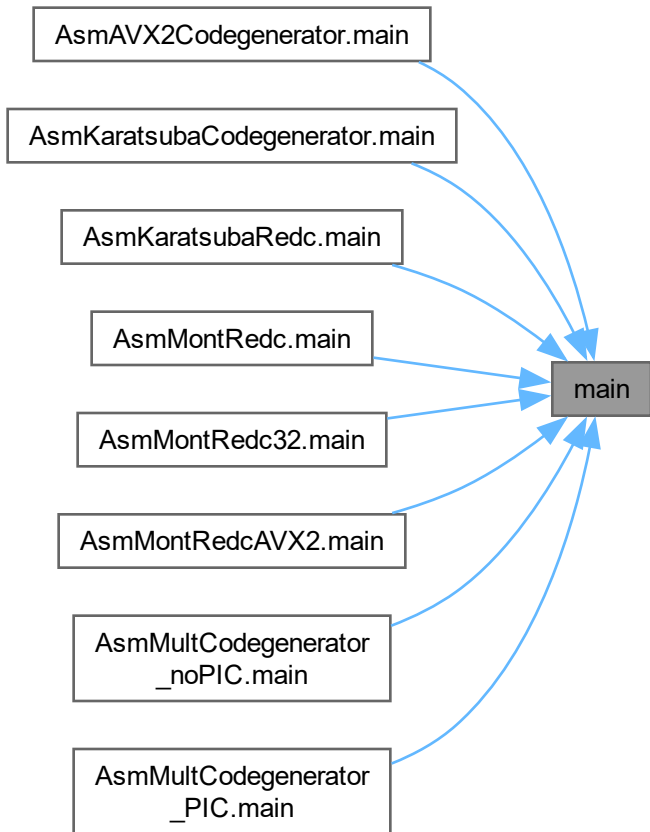 AsmAVX2Codegenerator.main
AsmKaratsubaCodegenerator.main
AsmKaratsubaRedc.main
AsmMontRedc.main
main
AsmMontRedc32.main
AsmMontRedcAVX2.main
AsmMultCodegenerator
_noPIC.main
AsmMultCodegenerator
_PIC.main